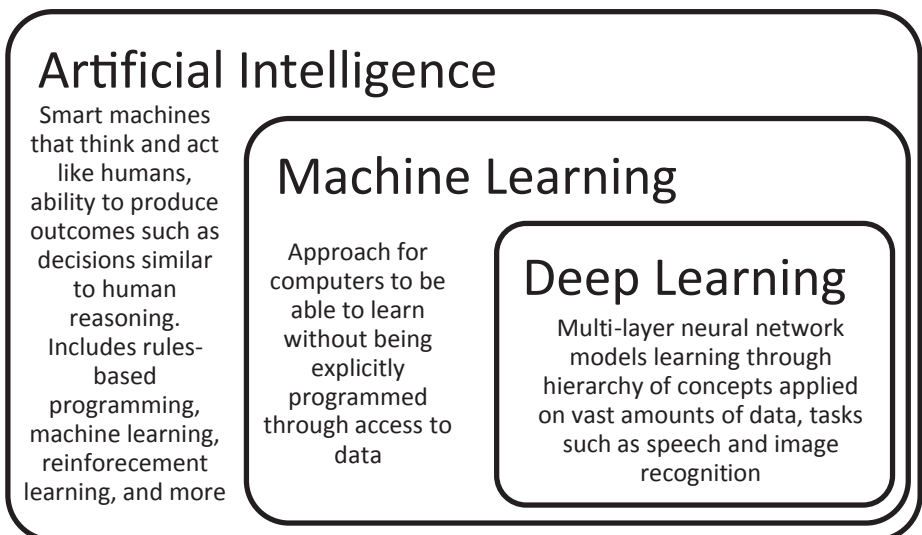 Artificial Intelligence
Smart machines
that think and act
like humans,
ability to produce
outcomes such as
decisions similar
to human
reasoning.
Includes rules-
based
programming,
machine learning,
reinforecement
learning, and more
Machine Learning
Approach for
computers to be
able to learn
without being
explicitly
programmed
through access to
data
Deep Learning
Multi-layer neural network
models learning through
hierarchy of concepts applied
on vast amounts of data, tasks
such as speech and image
recognition